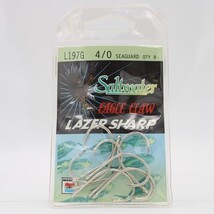 L197G 4/0 SEAGUARD QTY 8
Saltwater
EAGLE CLAW
LAZER SHARP